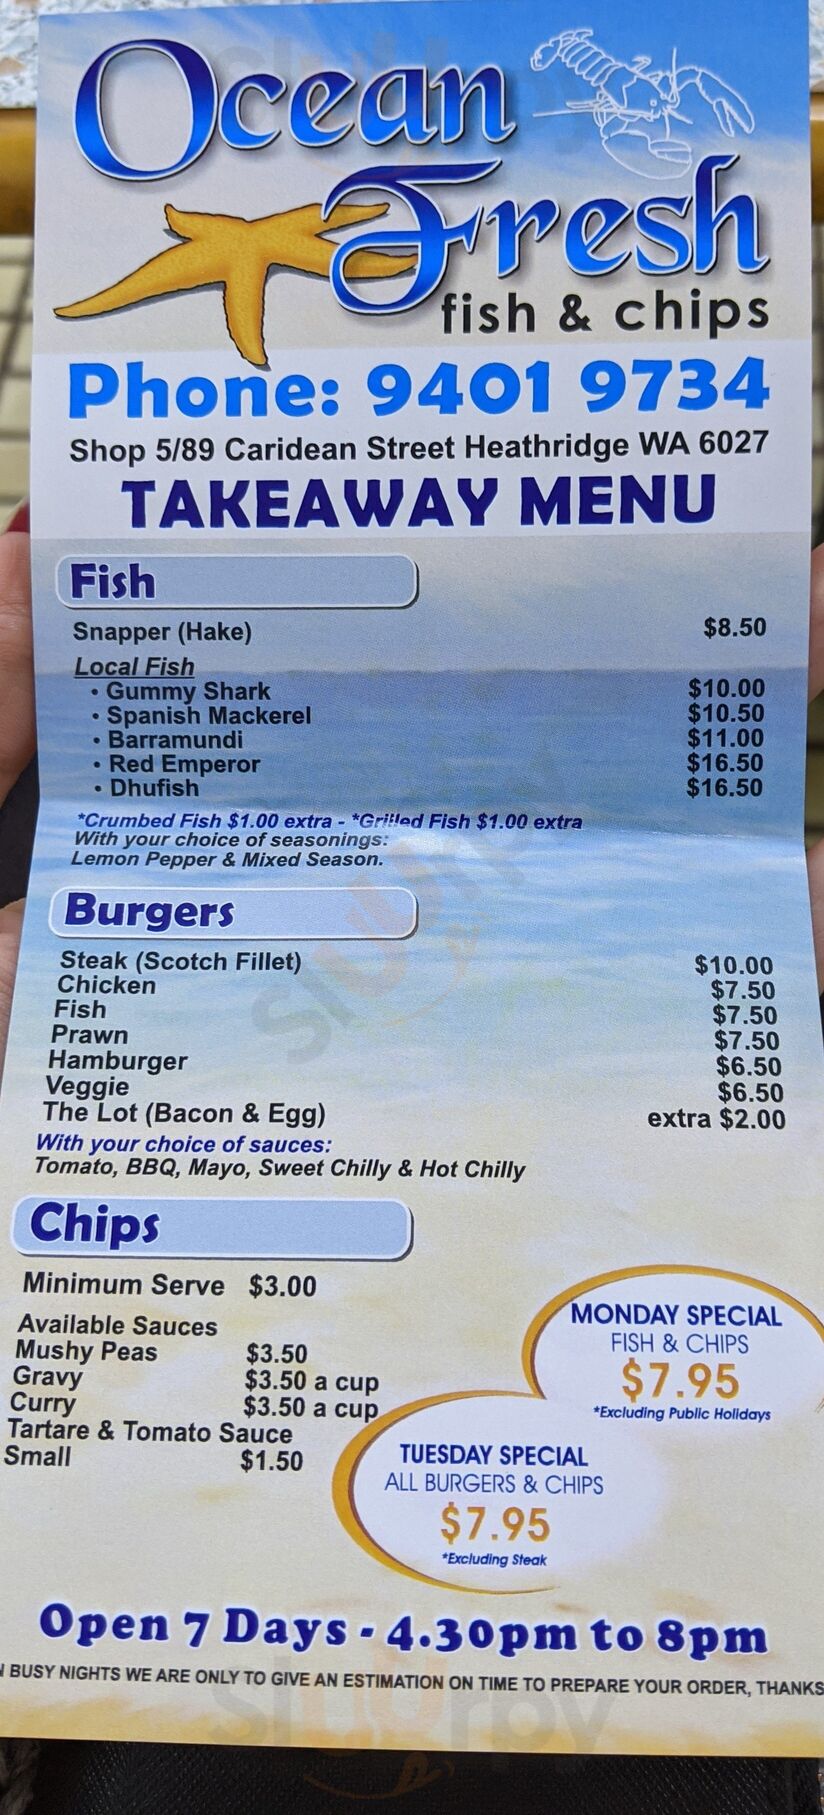 Ocean
Fresh
fish & chips
Phone: 9401 9734
Shop 5/89 Caridean Street Heathridge WA 6027
TAKEAWAY MENU
Fish
Snapper (Hake) $8.50
Local Fish
• Gummy Shark $10.00
• Spanish Mackerel $10.50
• Barramundi $11.00
• Red Emperor $16.50
• Dhufish $16.50
*Crumbed Fish $1.00 extra - *Grilled Fish $1.00 extra
With your choice of seasonings:
Lemon Pepper & Mixed Season.
Burgers
Steak (Scotch Fillet) $10.00
Chicken $7.50
Fish $7.50
Prawn $7.50
Hamburger $6.50
Veggie $6.50
The Lot (Bacon & Egg) extra $2.00
With your choice of sauces:
Tomato, BBQ, Mayo, Sweet Chilly & Hot Chilly
Chips
Minimum Serve $3.00
Available Sauces
Mushy Peas $3.50
Gravy $3.50 a cup
Curry $3.50 a cup
Tartare & Tomato Sauce
Small $1.50
MONDAY SPECIAL
FISH & CHIPS
$7.95
*Excluding Public Holidays
TUESDAY SPECIAL
ALL BURGERS & CHIPS
$7.95
*Excluding Steak
Open 7 Days - 4.30pm to 8pm
BUSY NIGHTS WE ARE ONLY TO GIVE AN ESTIMATION ON TIME TO PREPARE YOUR ORDER, THANKS
slurrpy
slurrpy